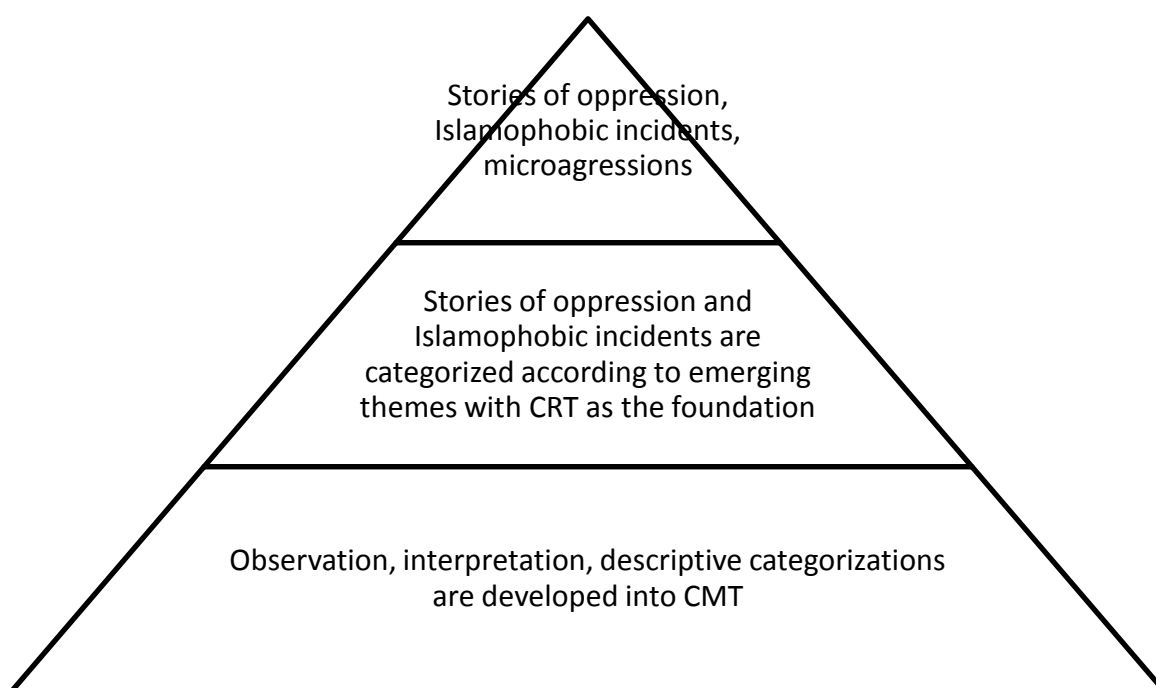 Stories of oppression,
Islamophobic incidents,
microagressions
Stories of oppression and
Islamophobic incidents are
categorized according to emerging
themes with CRT as the foundation
Observation, interpretation, descriptive categorizations
are developed into CMT